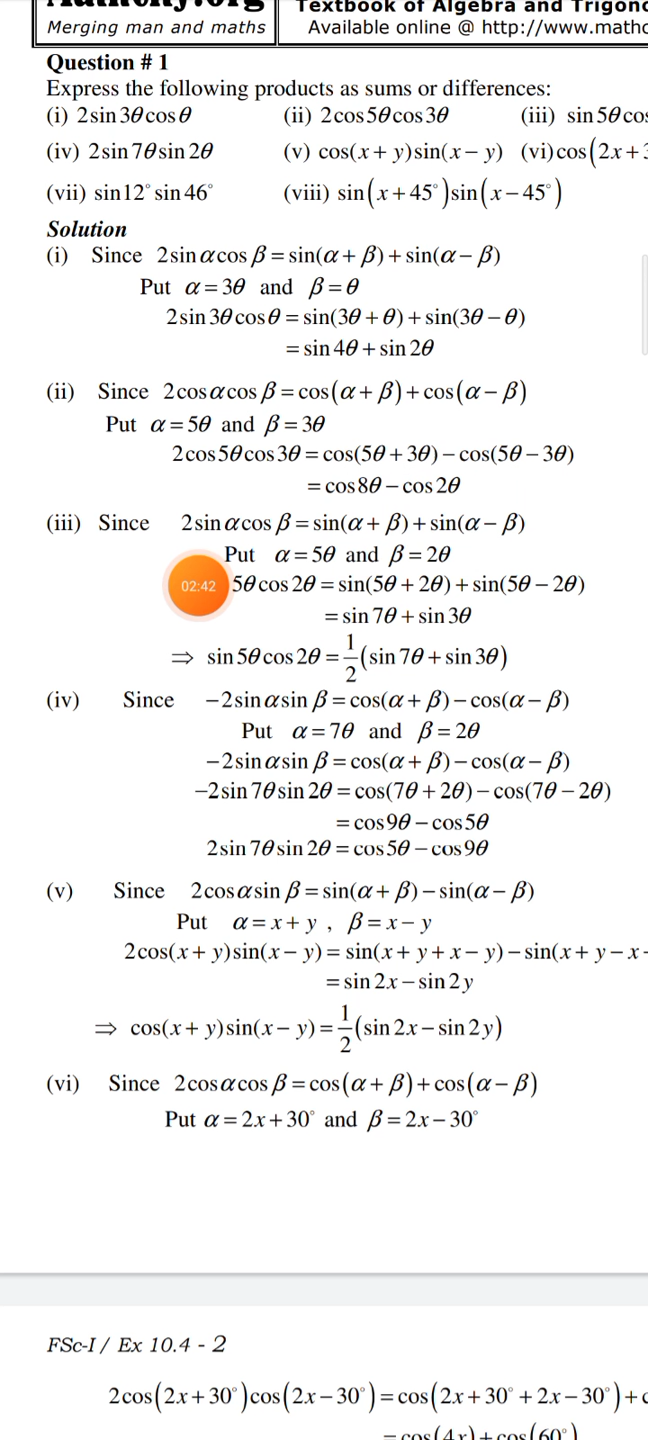 Merging man and maths
Textbook of Algebra and
Available online @ http://www.
Question # 1
Express the following products as sums or differences:
(i) 2sin3θcosθ (ii) 2cos5θcos3θ (iii) sin5θ
(iv) 2sin7θsin2θ (v) cos(x+y)sin(x−y) (vi)cos(2x+
(vii) sin12°sin46° (viii) sin(x+45°)sin(x−45°)
Solution
(i) Since 2sinαcosβ=sin(α+β)+sin(α−β)
Put α=3θ and β=θ
2sin3θcosθ=sin(3θ+θ)+sin(3θ−θ)
=sin4θ+sin2θ
(ii) Since 2cosαcosβ=cos(α+β)+cos(α−β)
Put α=5θ and β=3θ
2cos5θcos3θ=cos(5θ+3θ)−cos(5θ−3θ)
=cos8θ−cos2θ
(iii) Since 2sinαcosβ=sin(α+β)+sin(α−β)
Put α=5θ and β=2θ
02:42 5θcos2θ=sin(5θ+2θ)+sin(5θ−2θ)
=sin7θ+sin3θ
⇒ sin5θcos2θ=1/2(sin7θ+sin3θ)
(iv) Since −2sinαsinβ=cos(α+β)−cos(α−β)
Put α=7θ and β=2θ
−2sinαsinβ=cos(α+β)−cos(α−β)
−2sin7θsin2θ=cos(7θ+2θ)−cos(7θ−2θ)
=cos9θ−cos5θ
2sin7θsin2θ=cos5θ−cos9θ
(v) Since 2cosαsinβ=sin(α+β)−sin(α−β)
Put α=x+y , β=x−y
2cos(x+y)sin(x−y)=sin(x+y+x−y)−sin(x+y−x
=sin2x−sin2y
⇒ cos(x+y)sin(x−y)=1/2(sin2x−sin2y)
(vi) Since 2cosαcosβ=cos(α+β)+cos(α−β)
Put α=2x+30° and β=2x−30°
FSc-I / Ex 10.4 - 2
2cos(2x+30°)cos(2x−30°)=cos(2x+30°+2x−30°)+
=cos(4x)+cos(60°)